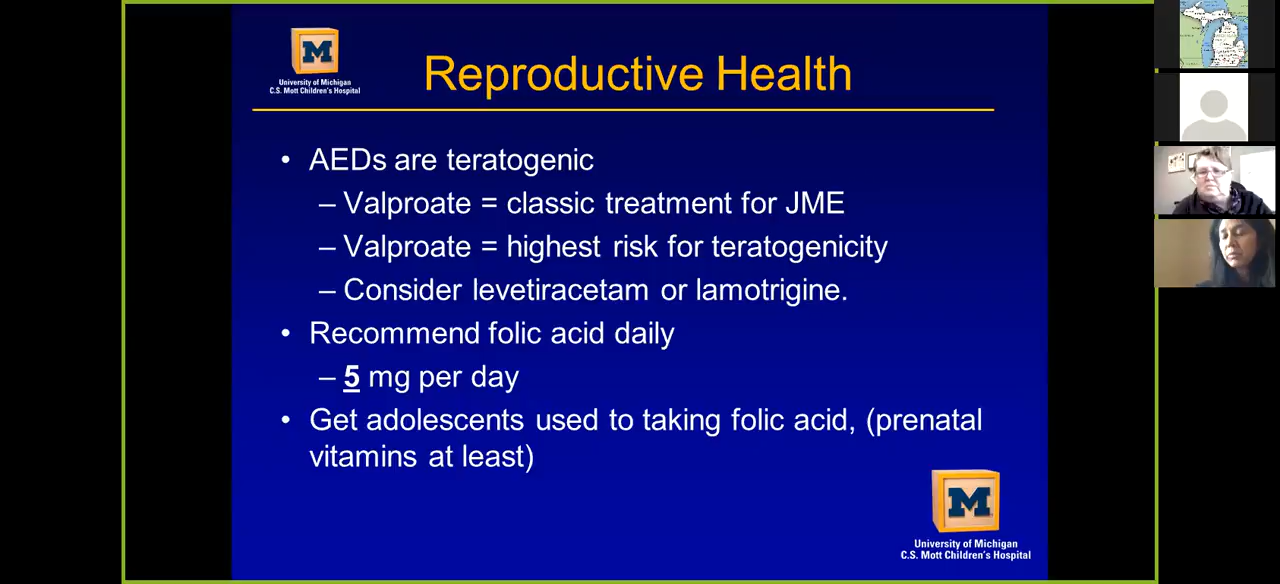 M
University of Michigan
C.S. Mott Children's Hospital
Reproductive Health
• AEDs are teratogenic
– Valproate = classic treatment for JME
– Valproate = highest risk for teratogenicity
– Consider levetiracetam or lamotrigine.
• Recommend folic acid daily
– 5 mg per day
• Get adolescents used to taking folic acid, (prenatal
vitamins at least)
M
University of Michigan
C.S. Mott Children's Hospital